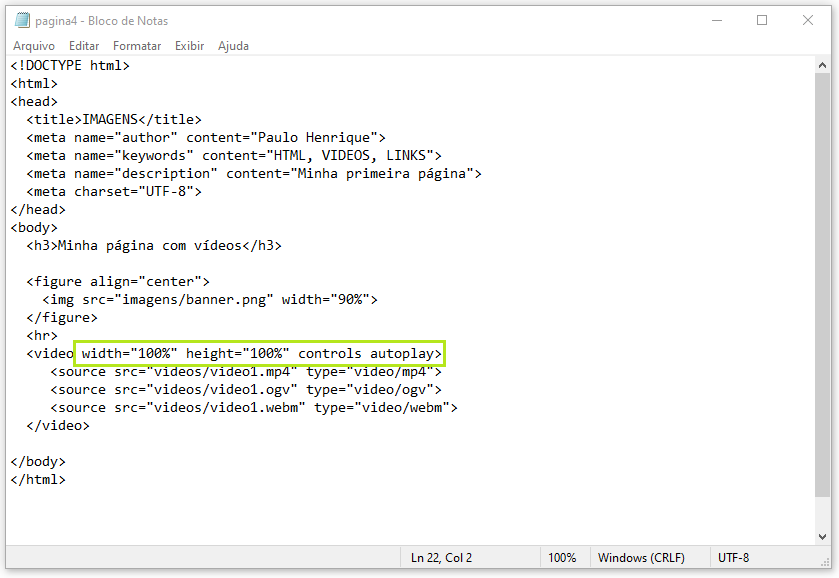 pagina4 - Bloco de Notas
Arquivo Editar Formatar Exibir Ajuda
<!DOCTYPE html>
<html>
<head>
  <title>IMAGENS</title>
  <meta name="author" content="Paulo Henrique">
  <meta name="keywords" content="HTML, VIDEOS, LINKS">
  <meta name="description" content="Minha primeira página">
  <meta charset="UTF-8">
</head>
<body>
  <h3>Minha página com vídeos</h3>
  <figure align="center">
    <img src="imagens/banner.png" width="90%">
  </figure>
  <hr>
  <video width="100%" height="100%" controls autoplay>
     <source src="videos/video1.mp4" type="video/mp4">
     <source src="videos/video1.ogv" type="video/ogv">
     <source src="videos/video1.webm" type="video/webm">
  </video>
</body>
</html>
Ln 22, Col 2 100% Windows (CRLF) UTF-8